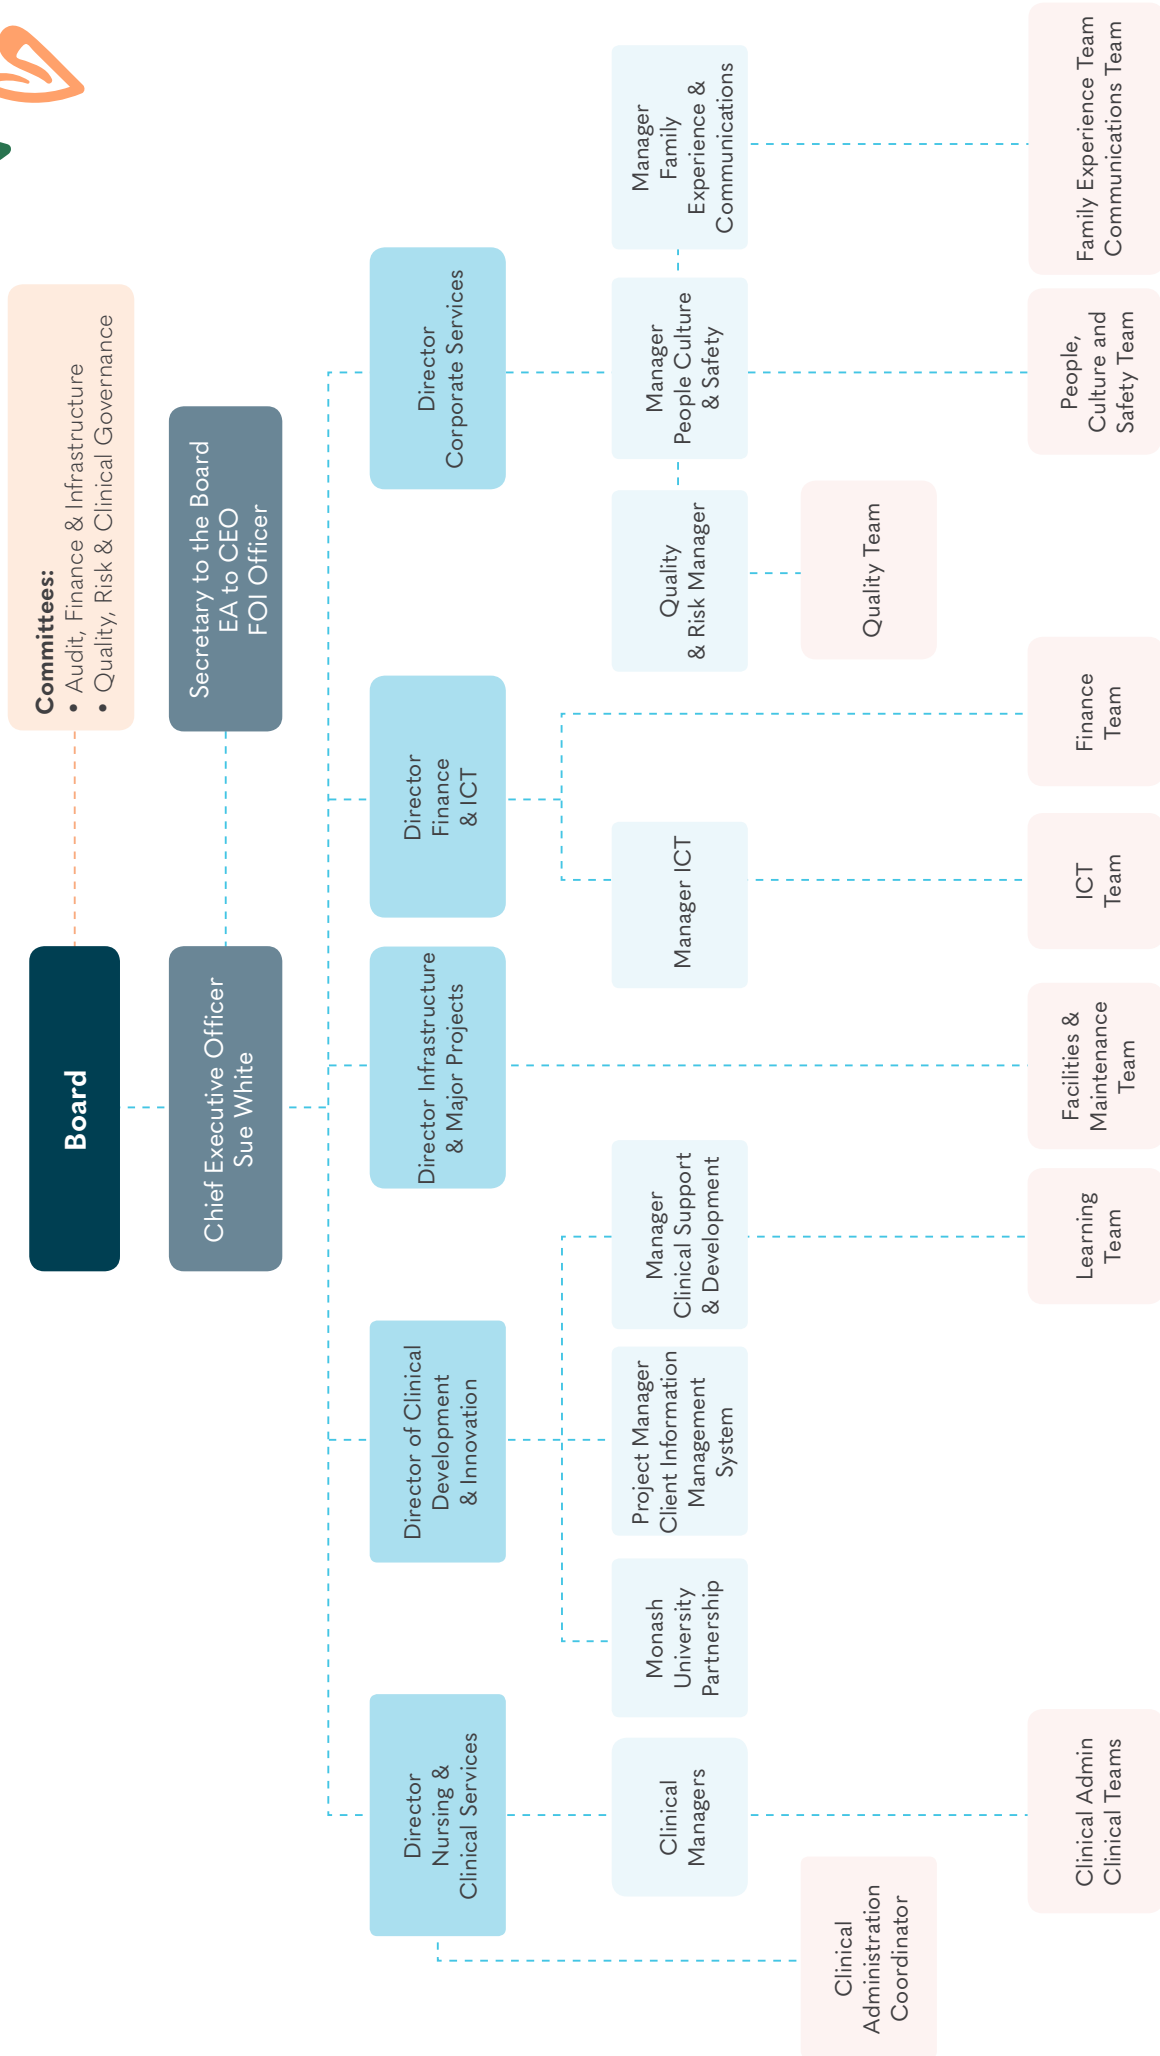 Board
Committees:
• Audit, Finance & Infrastructure
• Quality, Risk & Clinical Governance
Chief Executive Officer
Sue White
Secretary to the Board
EA to CEO
FOI Officer
Director
Nursing &
Clinical Services
Director of Clinical
Development
& Innovation
Director Infrastructure
& Major Projects
Director
Finance
& ICT
Director
Corporate Services
Clinical
Managers
Monash
University
Partnership
Project Manager
Client Information
Management
System
Manager
Clinical Support
& Development
Manager ICT
Quality
& Risk Manager
Manager
People Culture
& Safety
Manager
Family
Experience &
Communications
Clinical
Administration
Coordinator
Quality Team
Clinical Admin
Clinical Teams
Learning
Team
Facilities &
Maintenance
Team
ICT
Team
Finance
Team
People,
Culture and
Safety Team
Family Experience Team
Communications Team